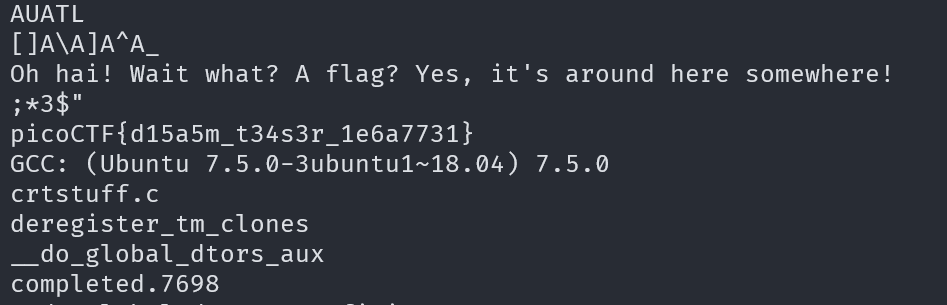 AUATL
[]A\A]A^A_
Oh hai! Wait what? A flag? Yes, it's around here somewhere!
;*3$"
picoCTF{d15a5m_t34s3r_1e6a7731}
GCC: (Ubuntu 7.5.0-3ubuntu1~18.04) 7.5.0
crtstuff.c
deregister_tm_clones
__do_global_dtors_aux
completed.7698